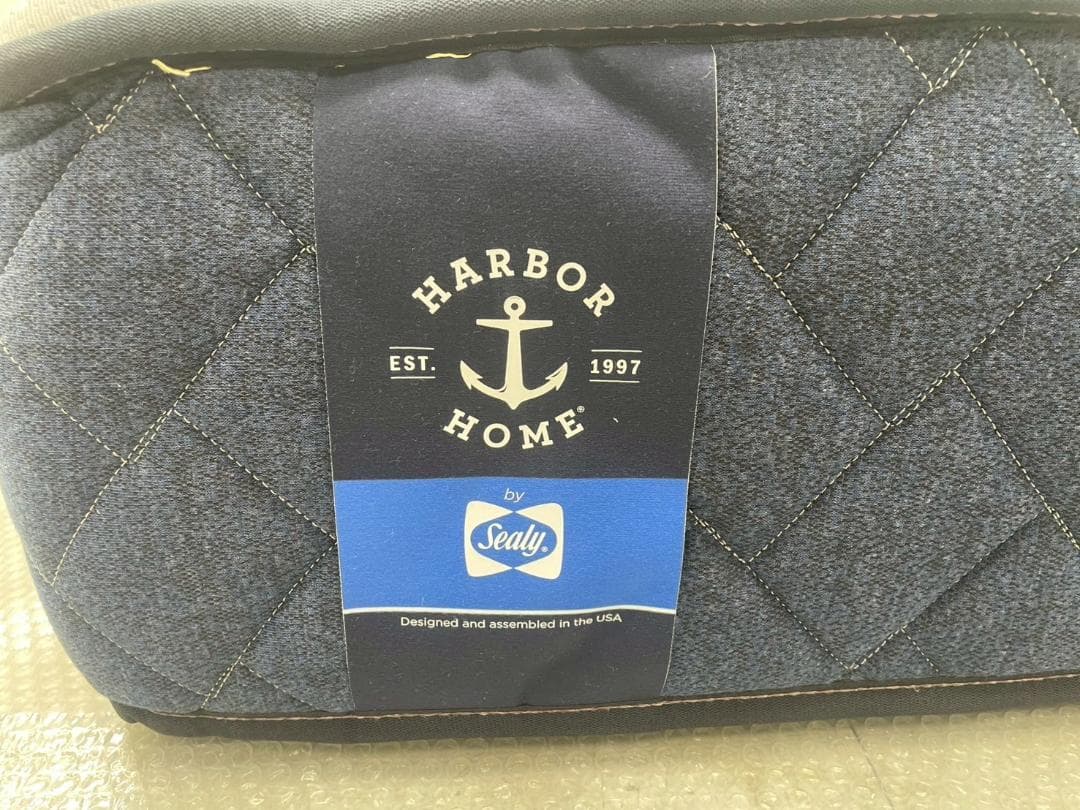 HARBOR
EST. 1997
HOME®
by
Sealy®
Designed and assembled in the USA